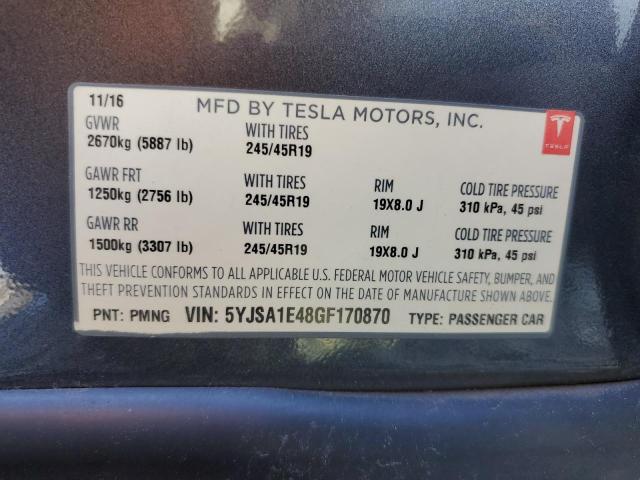 11/16 MFD BY TESLA MOTORS, INC.
GVWR WITH TIRES
2670kg (5887 lb) 245/45R19
TESLA
GAWR FRT WITH TIRES RIM COLD TIRE PRESSURE
1250kg (2756 lb) 245/45R19 19X8.0 J 310 kPa, 45 psi
GAWR RR WITH TIRES RIM COLD TIRE PRESSURE
1500kg (3307 lb) 245/45R19 19X8.0 J 310 kPa, 45 psi
THIS VEHICLE CONFORMS TO ALL APPLICABLE U.S. FEDERAL MOTOR VEHICLE SAFETY, BUMPER, AND
THEFT PREVENTION STANDARDS IN EFFECT ON THE DATE OF MANUFACTURE SHOWN ABOVE.
PNT: PMNG VIN: 5YJSA1E48GF170870 TYPE: PASSENGER CAR